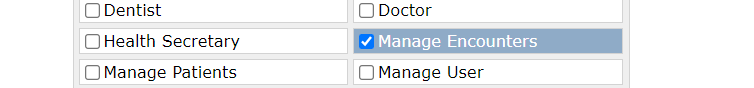 Dentist Doctor
Health Secretary Manage Encounters
Manage Patients Manage User